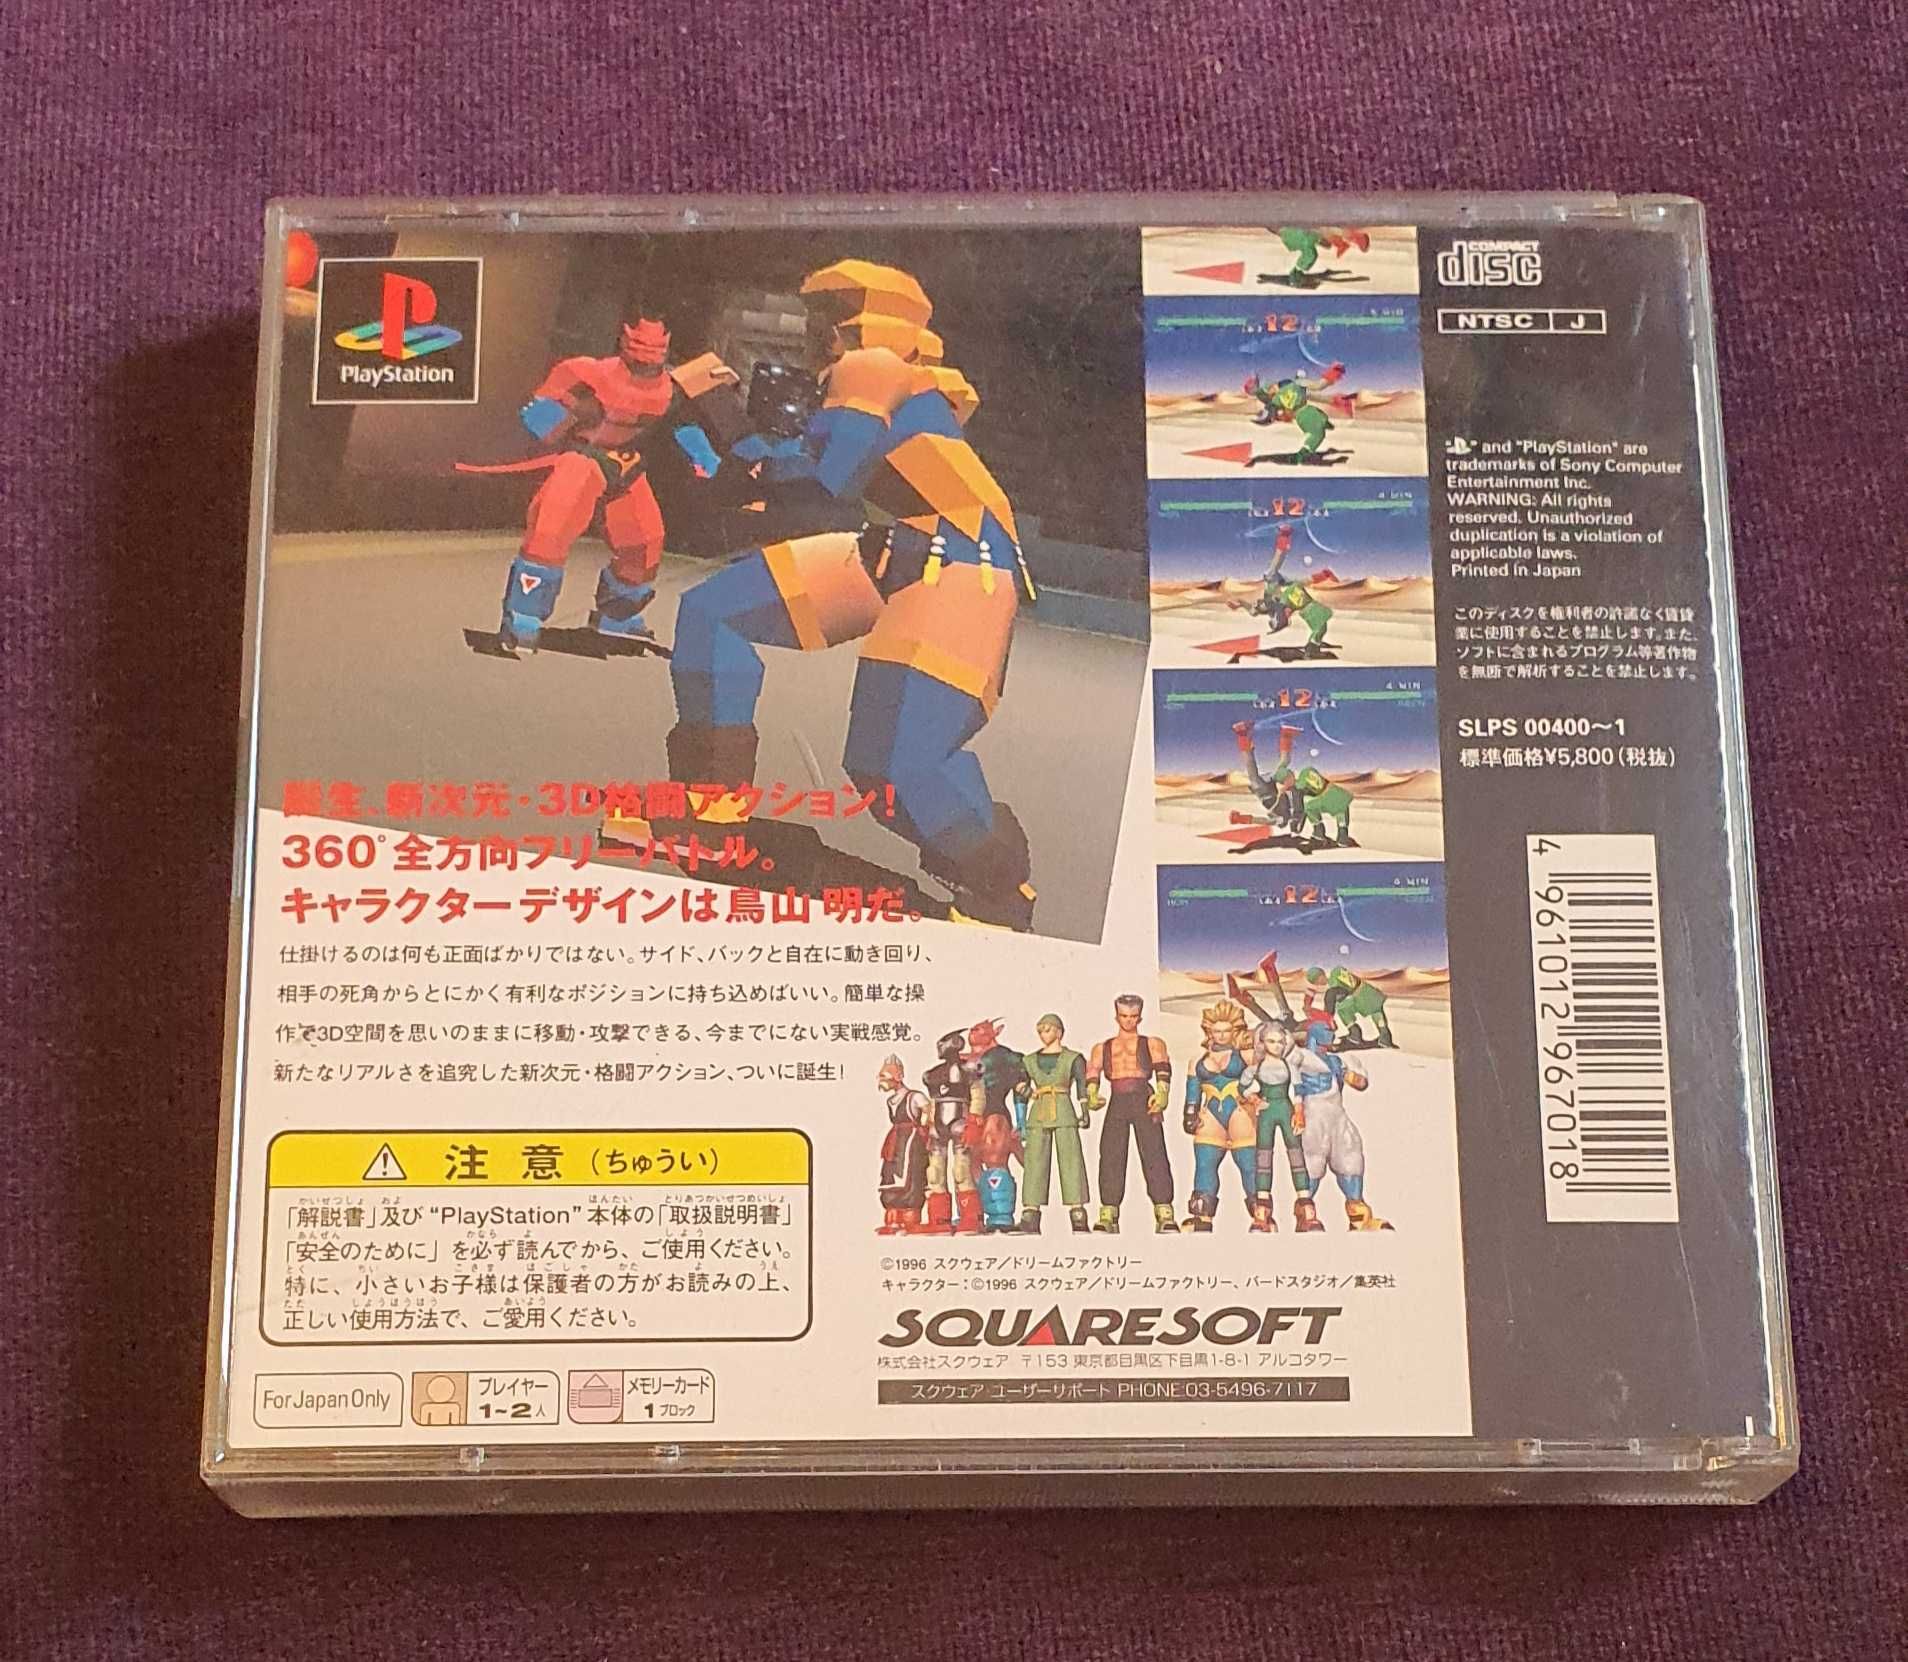 PlayStation
誕生、新次元・3D格闘アクション!
360°全方向フリーバトル。
キャラクターデザインは鳥山 明だ。
仕掛けるのは何も正面ばかりではない。サイド、バックと自在に動き回り、
相手の死角からとにかく有利なポジションに持ち込めばいい。簡単な操
作で3D空間を思いのままに移動・攻撃できる、今までにない実戦感覚。
新たなリアルさを追究した新次元・格闘アクション、ついに誕生!
注意(ちゅうい)
「解説書」及び“PlayStation”本体の「取扱説明書」
「安全のために」を必ず読んでから、ご使用ください。
特に、小さいお子様は保護者の方がお読みの上、
正しい使用方法で、ご愛用ください。
For Japan Only
プレイヤー
1~2人
メモリーカード
1ブロック
12
4 WIN
12
4 WIN
12
4 WIN
12
©1996 スクウェア/ドリームファクトリー
キャラクター:©1996 スクウェア/ドリームファクトリー、バードスタジオ/集英社
SQUARESOFT
株式会社スクウェア 〒153 東京都目黒区下目黒1-8-1 アルコタワー
スクウェア・ユーザーサポート PHONE:03-5496-7117
COMPACT
disc
NTSC J
" " and "PlayStation" are
trademarks of Sony Computer
Entertainment Inc.
WARNING: All rights
reserved. Unauthorized
duplication is a violation of
applicable laws.
Printed in Japan
このディスクを権利者の許諾なく賃貸
業に使用することを禁止します。また、
ソフトに含まれるプログラム等著作物
を無断で解析することを禁止します。
SLPS 00400~1
標準価格¥5,800(税抜)
4 961012 967018